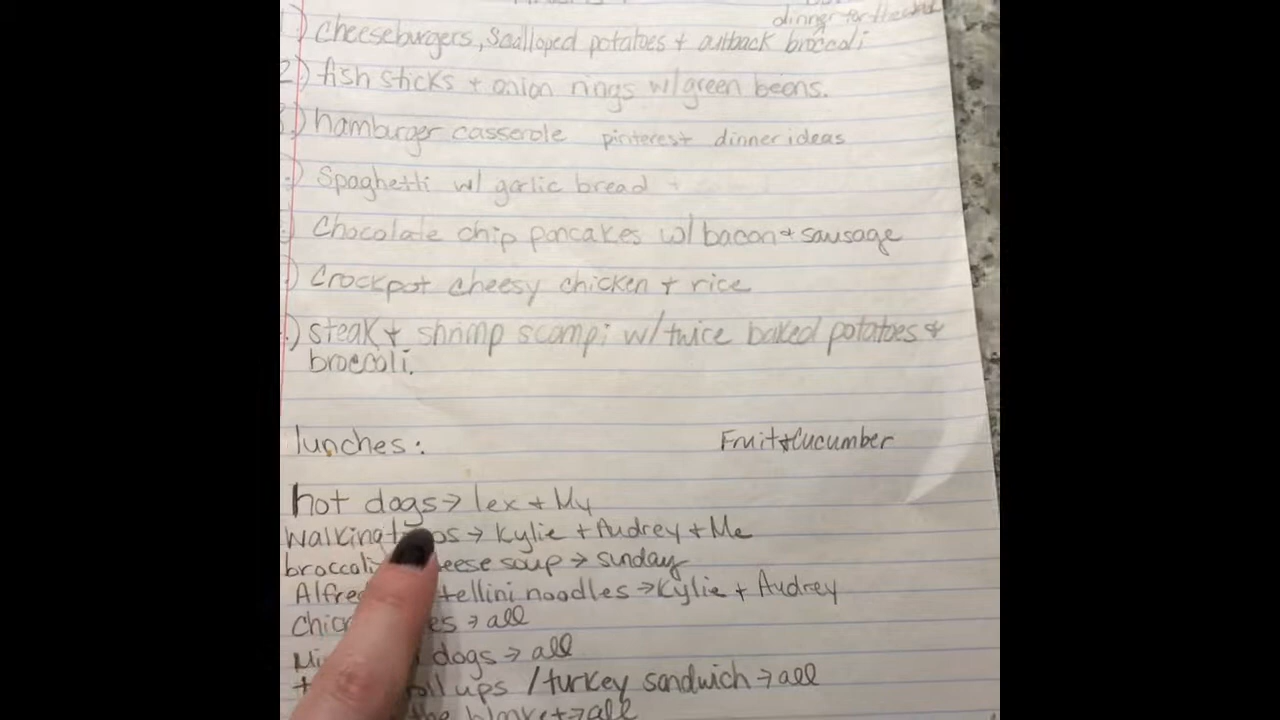 dinner for the
1.) Cheeseburgers, Scalloped potatoes + outback broccoli
2.) fish sticks + onion rings w/green beans.
3.) hamburger casserole pinterest dinner ideas
Spaghetti w/ garlic bread
Chocolate chip pancakes w/ bacon + sausage
Crockpot cheesy chicken + rice
steak + shrimp scampi w/ twice baked potatoes +
broccoli.
lunches: Fruit + Cucumber
hot dogs → lex + My
Walking → Kylie + Audrey + Me
broccoli soup → sunday
noodles → Kylie + Audrey
→ all
dogs → all
roll ups / turkey sandwich → all
→ all